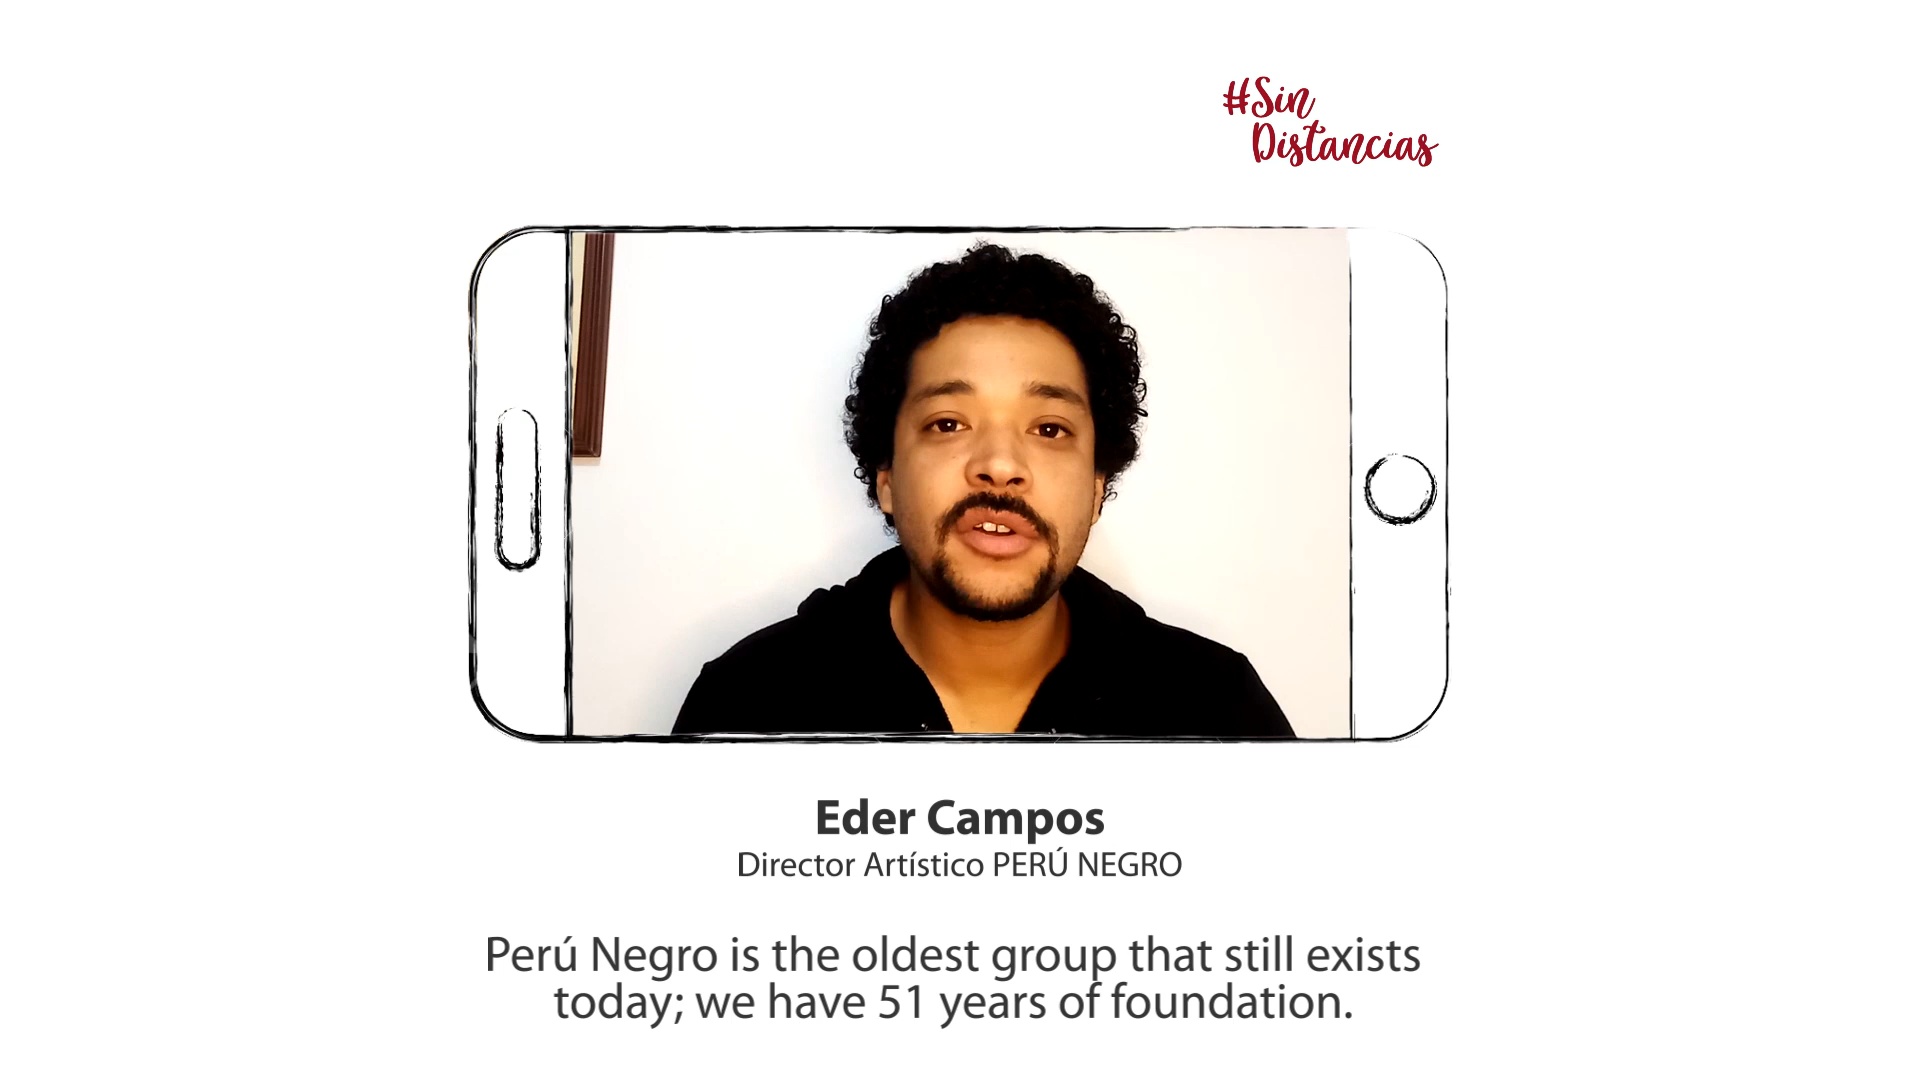 #Sin
Distancias
Eder Campos
Director Artístico PERÚ NEGRO
Perú Negro is the oldest group that still exists
today; we have 51 years of foundation.